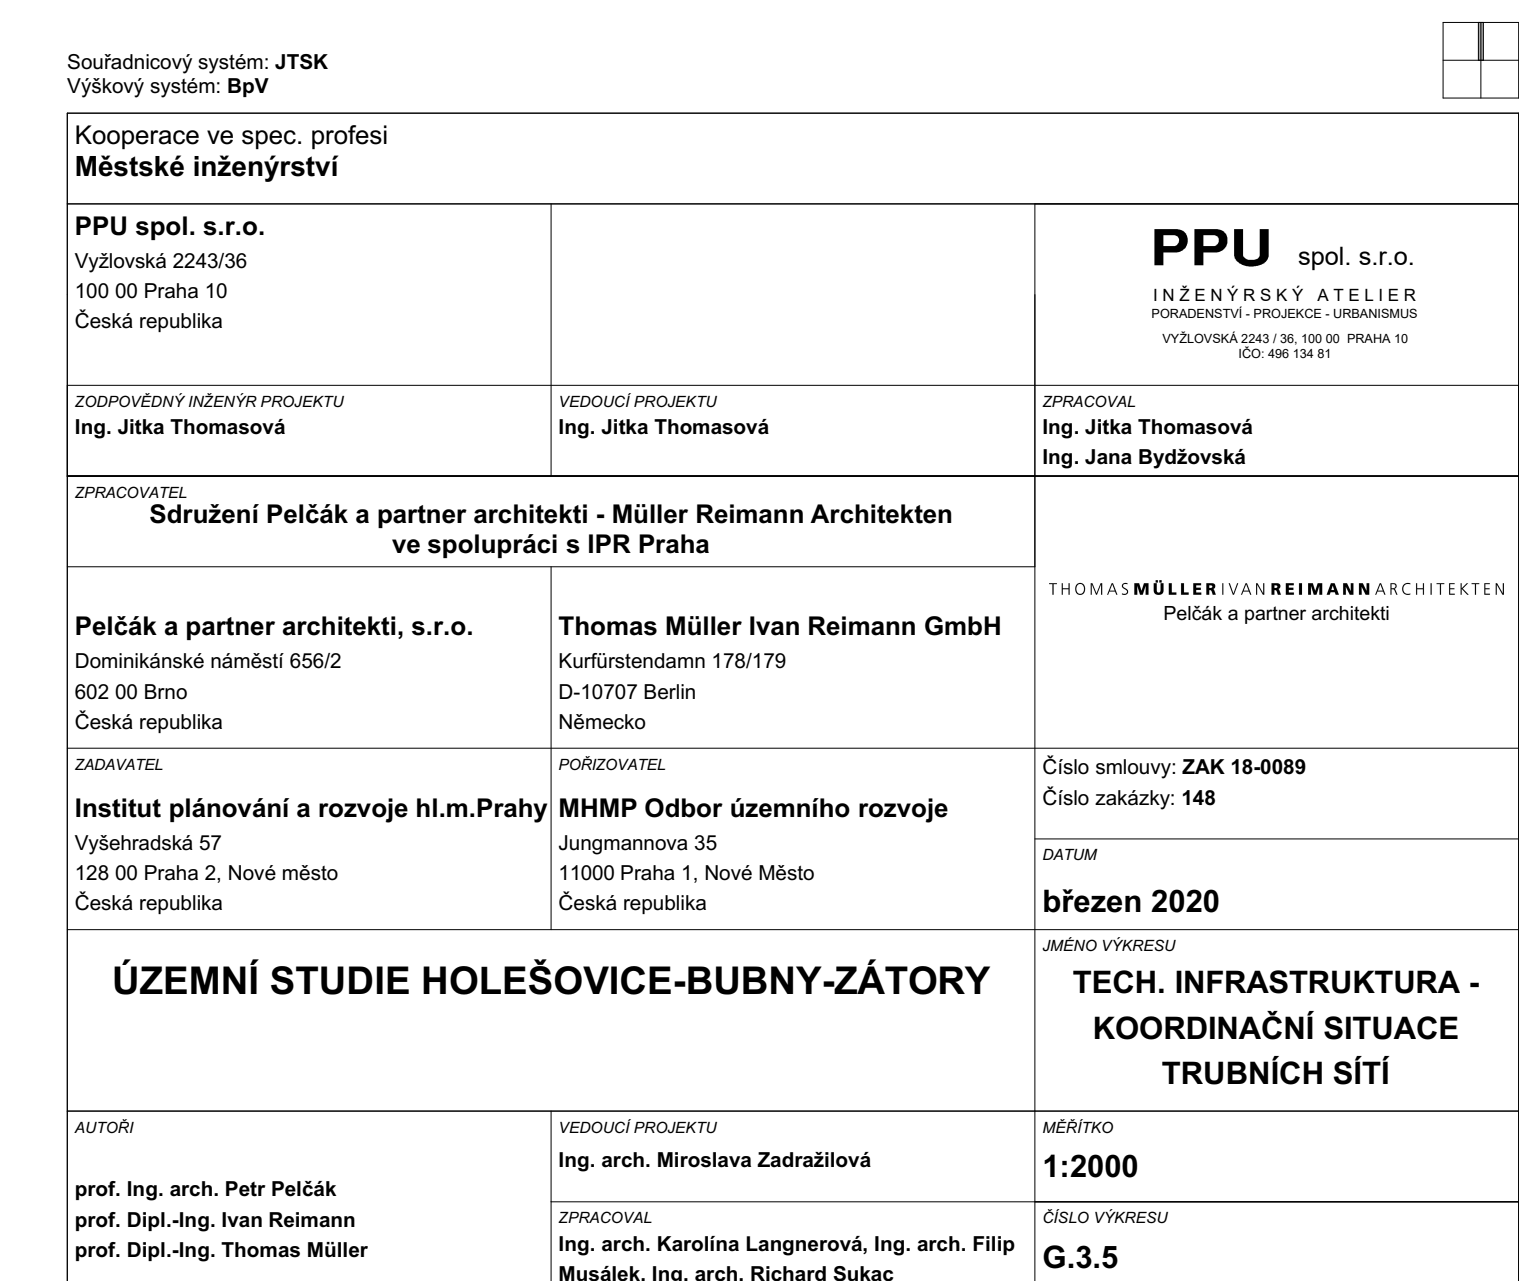 Souřadnicový systém: JTSK
Výškový systém: BpV
Kooperace ve spec. profesi
Městské inženýrství
PPU spol. s.r.o.
Vyžlovská 2243/36
100 00 Praha 10
Česká republika
PPU spol. s.r.o.
INŽENÝRSKÝ ATELIER
PORADENSTVÍ - PROJEKCE - URBANISMUS
VYŽLOVSKÁ 2243 / 36, 100 00 PRAHA 10
IČO: 496 134 81
ZODPOVĚDNÝ INŽENÝR PROJEKTU
Ing. Jitka Thomasová
VEDOUCÍ PROJEKTU
Ing. Jitka Thomasová
ZPRACOVAL
Ing. Jitka Thomasová
Ing. Jana Bydžovská
ZPRACOVATEL
Sdružení Pelčák a partner architekti - Müller Reimann Architekten
ve spolupráci s IPR Praha
THOMASMÜLLERIVANREIMANNARCHITEKTEN
Pelčák a partner architekti
Pelčák a partner architekti, s.r.o.
Dominikánské náměstí 656/2
602 00 Brno
Česká republika
Thomas Müller Ivan Reimann GmbH
Kurfürstendamn 178/179
D-10707 Berlin
Německo
ZADAVATEL
Institut plánování a rozvoje hl.m.Prahy
Vyšehradská 57
128 00 Praha 2, Nové město
Česká republika
POŘIZOVATEL
MHMP Odbor územního rozvoje
Jungmannova 35
11000 Praha 1, Nové Město
Česká republika
Číslo smlouvy: ZAK 18-0089
Číslo zakázky: 148
DATUM
březen 2020
ÚZEMNÍ STUDIE HOLEŠOVICE-BUBNY-ZÁTORY
JMÉNO VÝKRESU
TECH. INFRASTRUKTURA -
KOORDINAČNÍ SITUACE
TRUBNÍCH SÍTÍ
AUTOŘI
prof. Ing. arch. Petr Pelčák
prof. Dipl.-Ing. Ivan Reimann
prof. Dipl.-Ing. Thomas Müller
VEDOUCÍ PROJEKTU
Ing. arch. Miroslava Zadražilová
ZPRACOVAL
Ing. arch. Karolína Langnerová, Ing. arch. Filip
Musálek, Ing. arch. Richard Sukac
MĚŘÍTKO
1:2000
ČÍSLO VÝKRESU
G.3.5